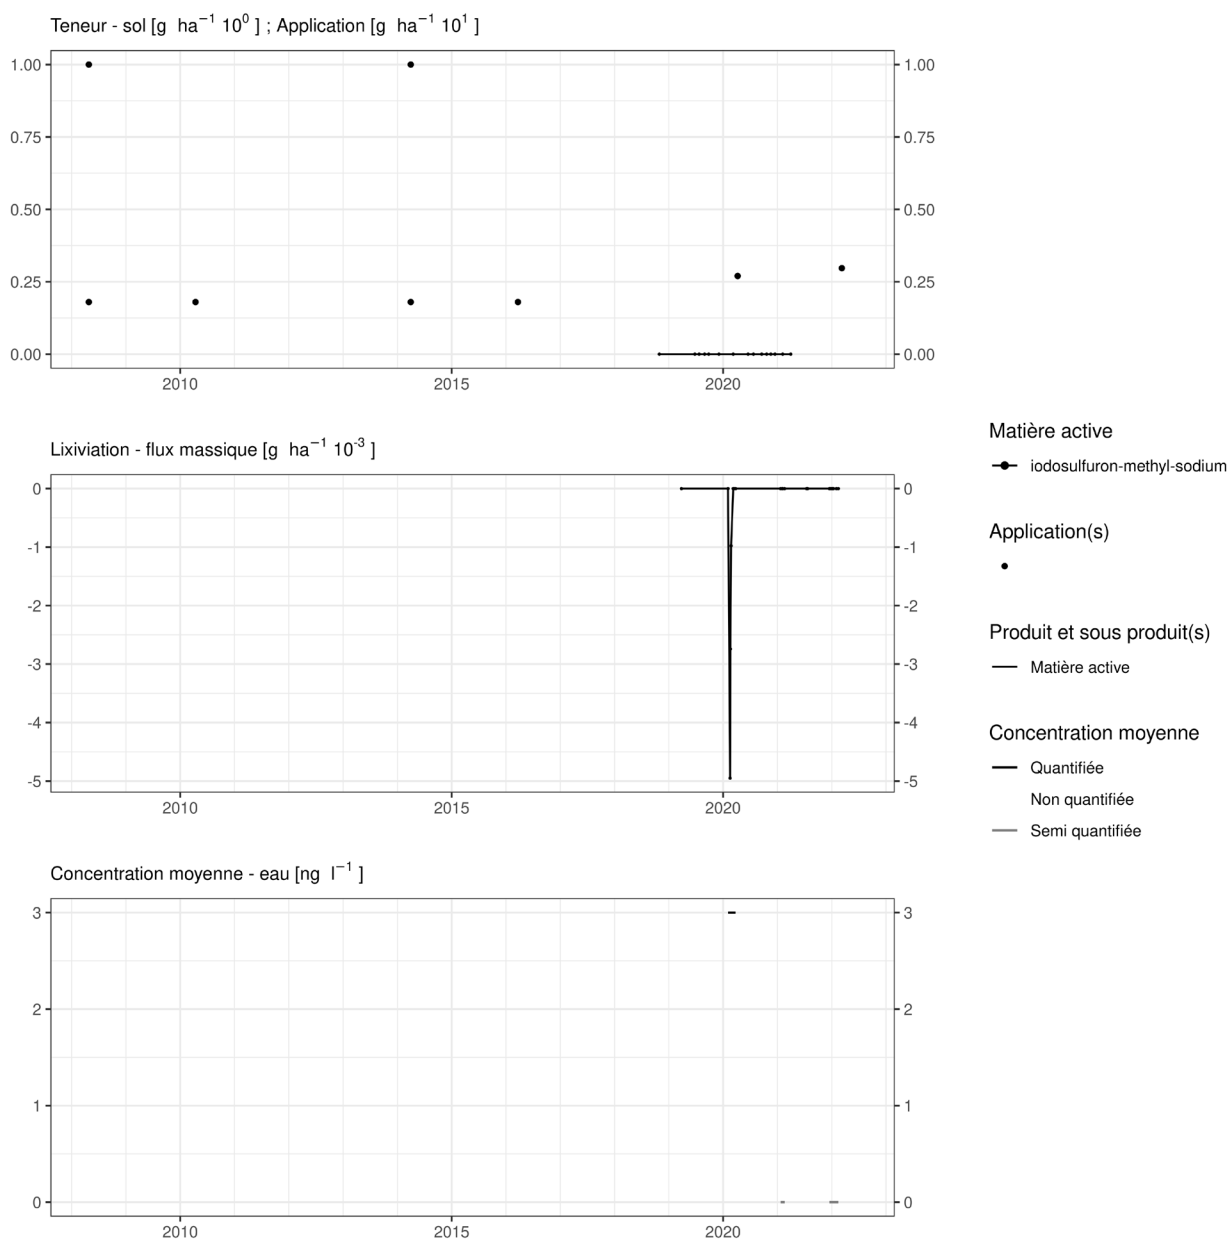 Teneur - sol [g ha⁻¹ 10⁰ ] ; Application [g ha⁻¹ 10¹ ]
1.00 1.00
0.75 0.75
0.50 0.50
0.25 0.25
0.00 0.00
2010 2015 2020
Lixiviation - flux massique [g ha⁻¹ 10⁻³ ]
0 0
-1 -1
-2 -2
-3 -3
-4 -4
-5 -5
2010 2015 2020
Concentration moyenne - eau [ng l⁻¹ ]
3 3
2 2
1 1
0 0
2010 2015 2020
Matière active
iodosulfuron-methyl-sodium
Application(s)
Produit et sous produit(s)
Matière active
Concentration moyenne
Quantifiée
Non quantifiée
Semi quantifiée